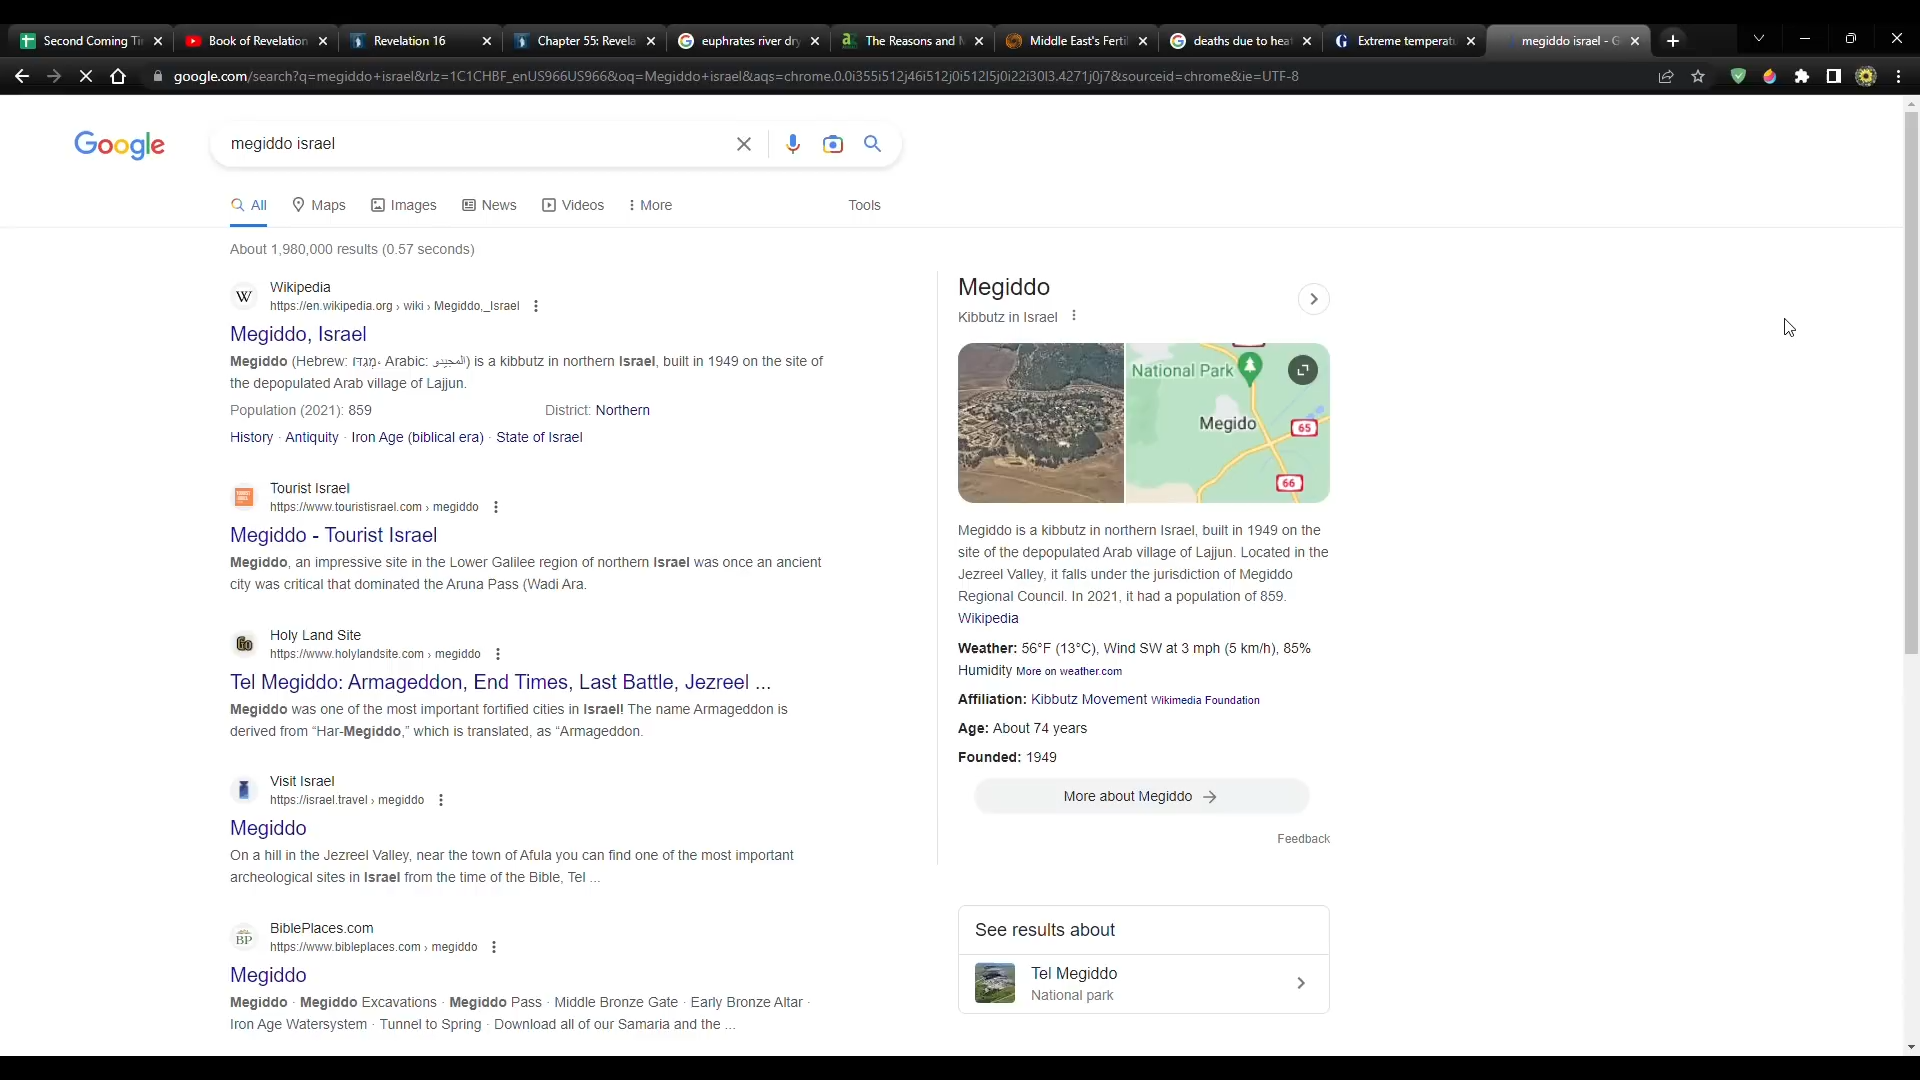 Second Coming Ti
Book of Revelation
Revelation 16
Chapter 55: Revela
euphrates river dry
The Reasons and
Middle East's Fertil
deaths due to heat
Extreme temperatu
megiddo israel - G
google.com/search?q=megiddo+israel&rlz=1C1CHBF_enUS966US966&oq=Megiddo+israel&aqs=chrome.0.0i355i512j46i512j0i512l5j0i22i30l3.4271j0j7&sourceid=chrome&ie=UTF-8
Google
megiddo israel
All
Maps
Images
News
Videos
More
Tools
About 1,980,000 results (0.57 seconds)
W
Wikipedia
https://en.wikipedia.org › wiki › Megiddo,_Israel
Megiddo, Israel
Megiddo (Hebrew: מְגִדּוֹ, Arabic: المجيدو) is a kibbutz in northern Israel, built in 1949 on the site of
the depopulated Arab village of Lajjun.
Population (2021): 859
District: Northern
History · Antiquity · Iron Age (biblical era) · State of Israel
Tourist Israel
https://www.touristisrael.com › megiddo
Megiddo - Tourist Israel
Megiddo, an impressive site in the Lower Galilee region of northern Israel was once an ancient
city was critical that dominated the Aruna Pass (Wadi Ara.
Go
Holy Land Site
https://www.holylandsite.com › megiddo
Tel Megiddo: Armageddon, End Times, Last Battle, Jezreel ...
Megiddo was one of the most important fortified cities in Israel! The name Armageddon is
derived from “Har-Megiddo,” which is translated, as “Armageddon.
Visit Israel
https://israel.travel › megiddo
Megiddo
On a hill in the Jezreel Valley, near the town of Afula you can find one of the most important
archeological sites in Israel from the time of the Bible, Tel ...
BP
BiblePlaces.com
https://www.bibleplaces.com › megiddo
Megiddo
Megiddo · Megiddo Excavations · Megiddo Pass · Middle Bronze Gate · Early Bronze Altar ·
Iron Age Watersystem · Tunnel to Spring · Download all of our Samaria and the ...
Megiddo
Kibbutz in Israel
National Park
Megido
65
66
Megiddo is a kibbutz in northern Israel, built in 1949 on the
site of the depopulated Arab village of Lajjun. Located in the
Jezreel Valley, it falls under the jurisdiction of Megiddo
Regional Council. In 2021, it had a population of 859.
Wikipedia
Weather: 56°F (13°C), Wind SW at 3 mph (5 km/h), 85%
Humidity More on weather.com
Affiliation: Kibbutz Movement Wikimedia Foundation
Age: About 74 years
Founded: 1949
More about Megiddo
Feedback
See results about
Tel Megiddo
National park